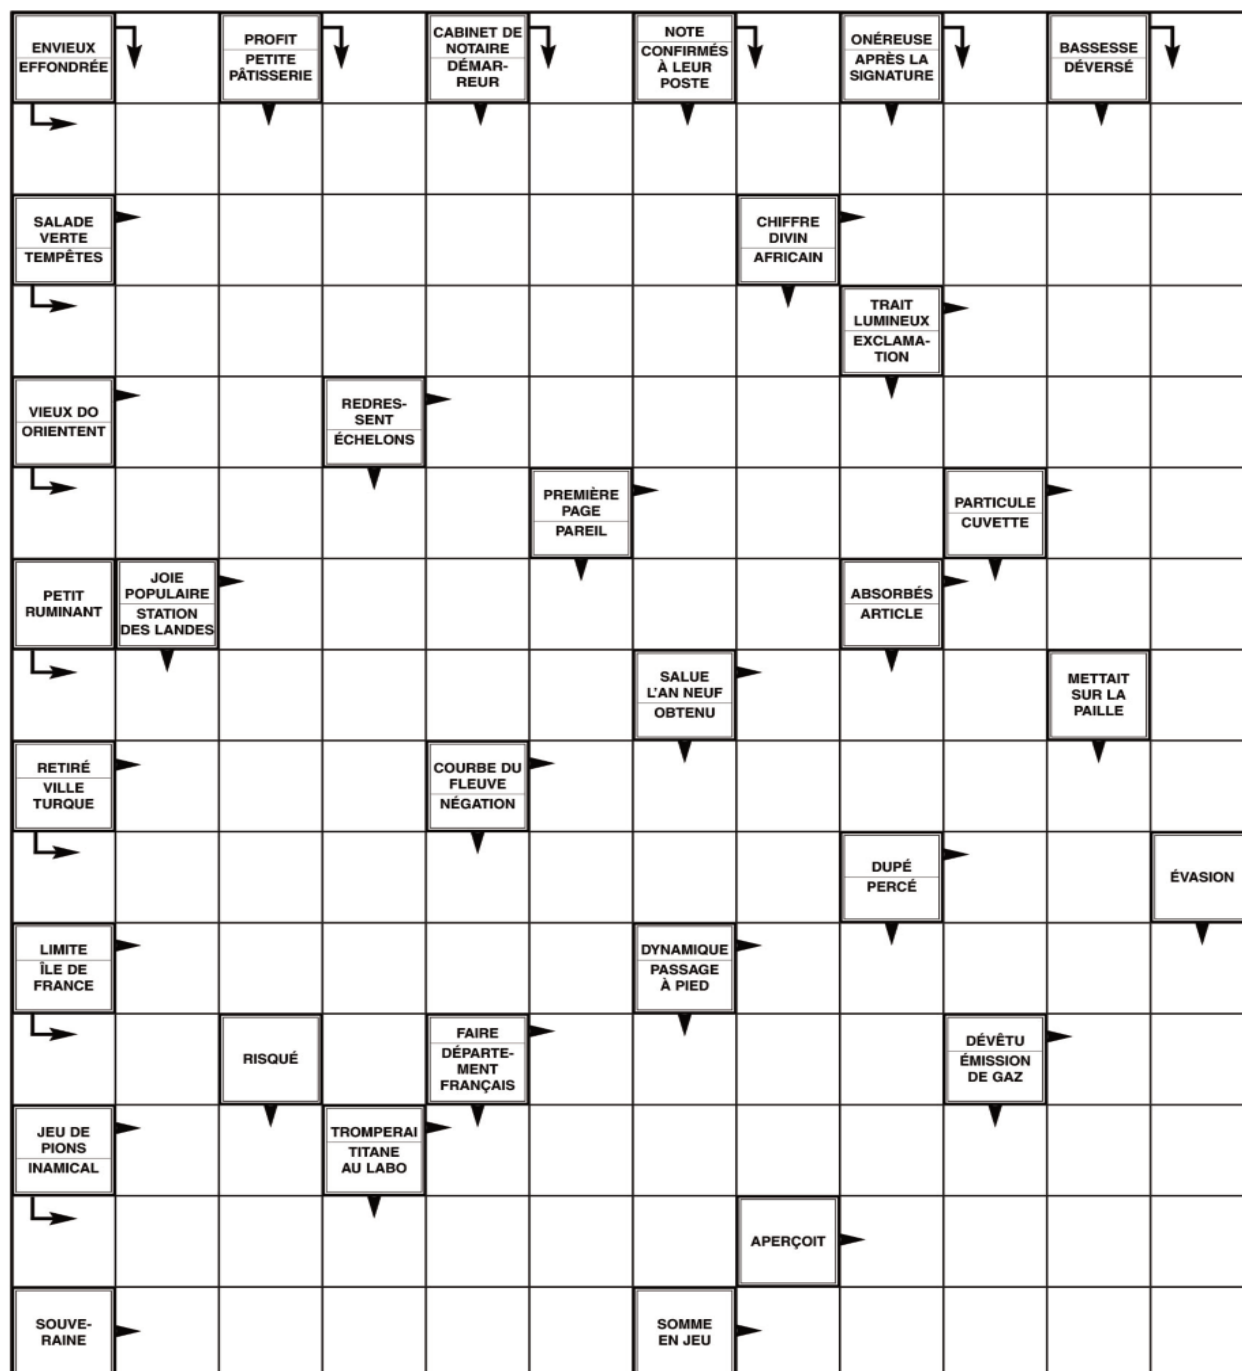 ENVIEUX
EFFONDRÉE
PROFIT
PETITE
PÂTISSERIE
CABINET DE
NOTAIRE
DÉMAR-
REUR
NOTE
CONFIRMÉS
À LEUR
POSTE
ONÉREUSE
APRÈS LA
SIGNATURE
BASSESSE
DÉVERSÉ
SALADE
VERTE
TEMPÊTES
CHIFFRE
DIVIN
AFRICAIN
TRAIT
LUMINEUX
EXCLAMA-
TION
VIEUX DO
ORIENTENT
REDRES-
SENT
ÉCHELONS
PREMIÈRE
PAGE
PAREIL
PARTICULE
CUVETTE
PETIT
RUMINANT
JOIE
POPULAIRE
STATION
DES LANDES
ABSORBÉS
ARTICLE
SALUE
L'AN NEUF
OBTENU
METTAIT
SUR LA
PAILLE
RETIRÉ
VILLE
TURQUE
COURBE DU
FLEUVE
NÉGATION
DUPÉ
PERCÉ
ÉVASION
LIMITE
ÎLE DE
FRANCE
DYNAMIQUE
PASSAGE
À PIED
RISQUÉ
FAIRE
DÉPARTE-
MENT
FRANÇAIS
DÉVÊTU
ÉMISSION
DE GAZ
JEU DE
PIONS
INAMICAL
TROMPERAI
TITANE
AU LABO
APERÇOIT
SOUVE-
RAINE
SOMME
EN JEU